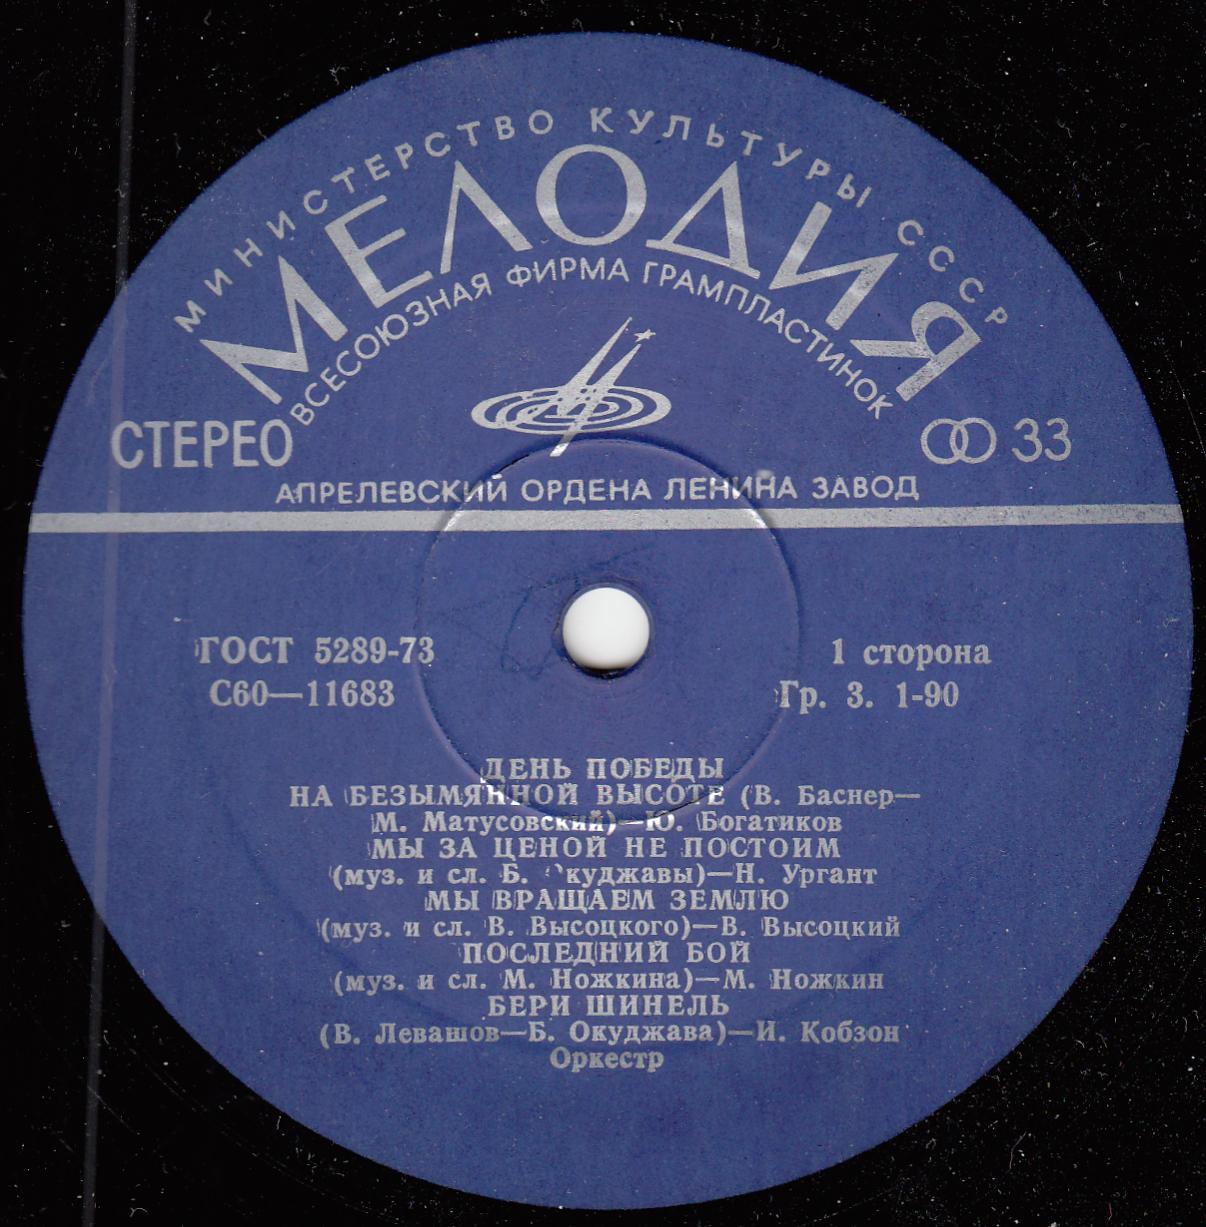 МИНИСТЕРСТВО КУЛЬТУРЫ СССР
МЕЛОДИЯ
ВСЕСОЮЗНАЯ ФИРМА ГРАМПЛАСТИНОК
СТЕРЕО
33
АПРЕЛЕВСКИЙ ОРДЕНА ЛЕНИНА ЗАВОД
ГОСТ 5289-73
1 сторона
С60—11683
Гр. 3. 1-90
ДЕНЬ ПОБЕДЫ
НА БЕЗЫМЯННОЙ ВЫСОТЕ (В. Баснер—
М. Матусовский)—Ю. Богатиков
МЫ ЗА ЦЕНОЙ НЕ ПОСТОИМ
(муз. и сл. Б. Окуджавы)—Н. Ургант
МЫ ВРАЩАЕМ ЗЕМЛЮ
(муз. и сл. В. Высоцкого)—В. Высоцкий
ПОСЛЕДНИЙ БОЙ
(муз. и сл. М. Ножкина)—М. Ножкин
БЕРИ ШИНЕЛЬ
(В. Левашов—Б. Окуджава)—И. Кобзон
Оркестр